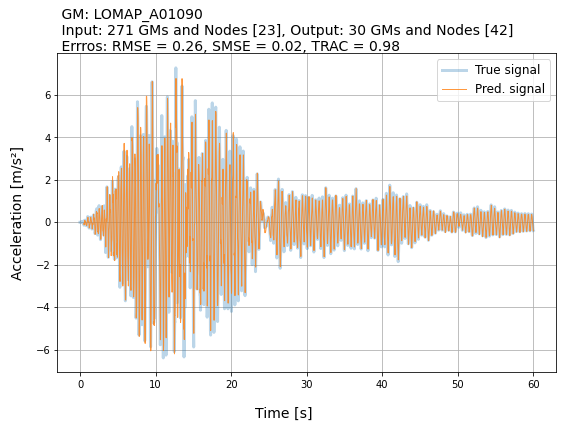 GM: LOMAP_A01090
Input: 271 GMs and Nodes [23], Output: 30 GMs and Nodes [42]
Errros: RMSE = 0.26, SMSE = 0.02, TRAC = 0.98
True signal
Pred. signal
Acceleration [m/s²]
6
4
2
0
−2
−4
−6
0
10
20
30
40
50
60
Time [s]